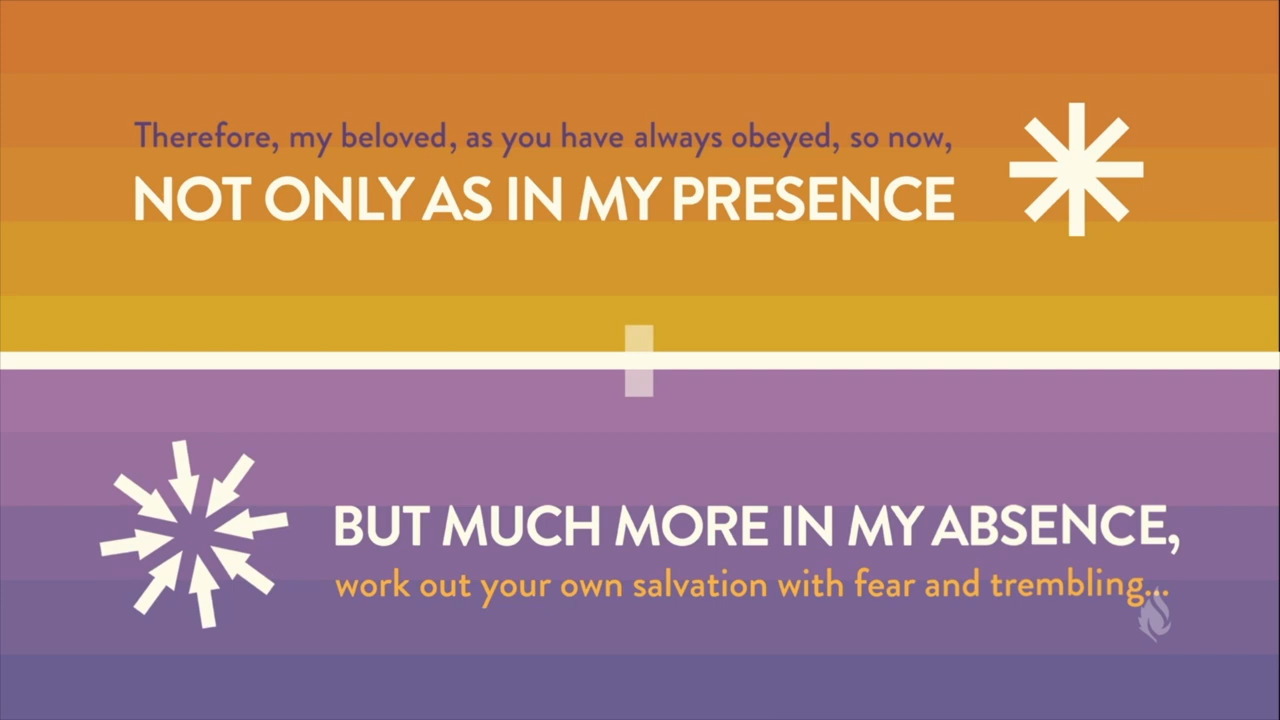 Therefore, my beloved, as you have always obeyed, so now,
NOT ONLY AS IN MY PRESENCE
BUT MUCH MORE IN MY ABSENCE,
work out your own salvation with fear and trembling...